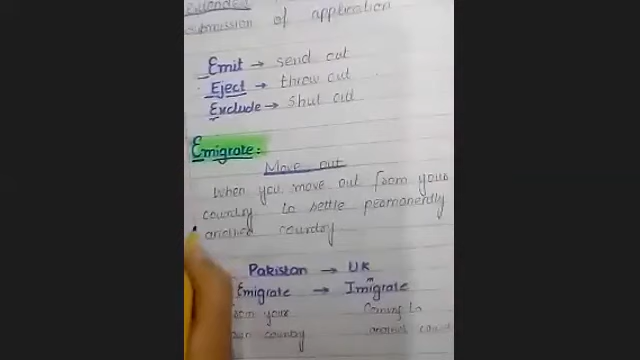 Extended
submission of application
Emit → send out
Eject → throw out
Exclude → Shut out
Emigrate:
Move out
When you move out from your
country to settle permanently
another country
Pakistan → UK
Emigrate → Immigrate
from your Coming to
own country another